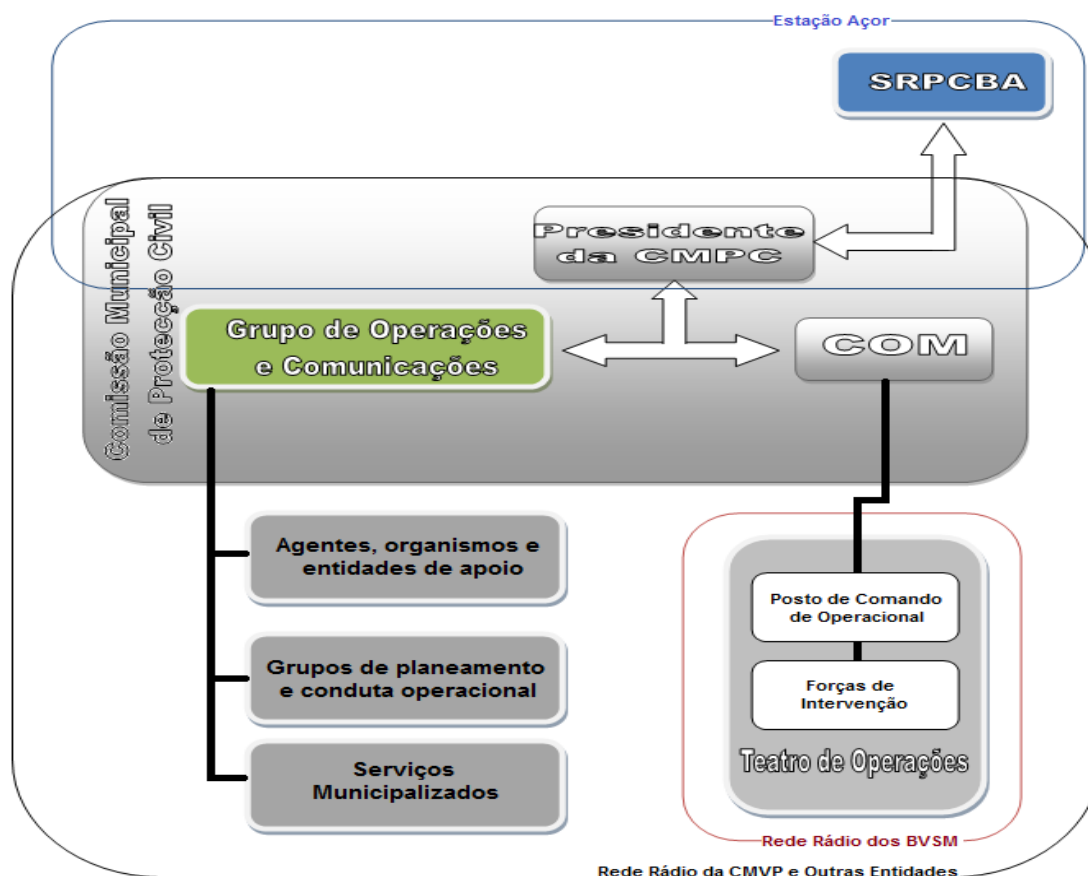 Estação Açor
SRPCBA
Comissão Municipal
de Protecção Civil
Presidente
da CMPC
Grupo de Operações
e Comunicações
COM
Agentes, organismos e
entidades de apoio
Grupos de planeamento
e conduta operacional
Serviços
Municipalizados
Posto de Comando
de Operacional
Forças de
Intervenção
Teatro de Operações
Rede Rádio dos BVSM
Rede Rádio da CMVP e Outras Entidades